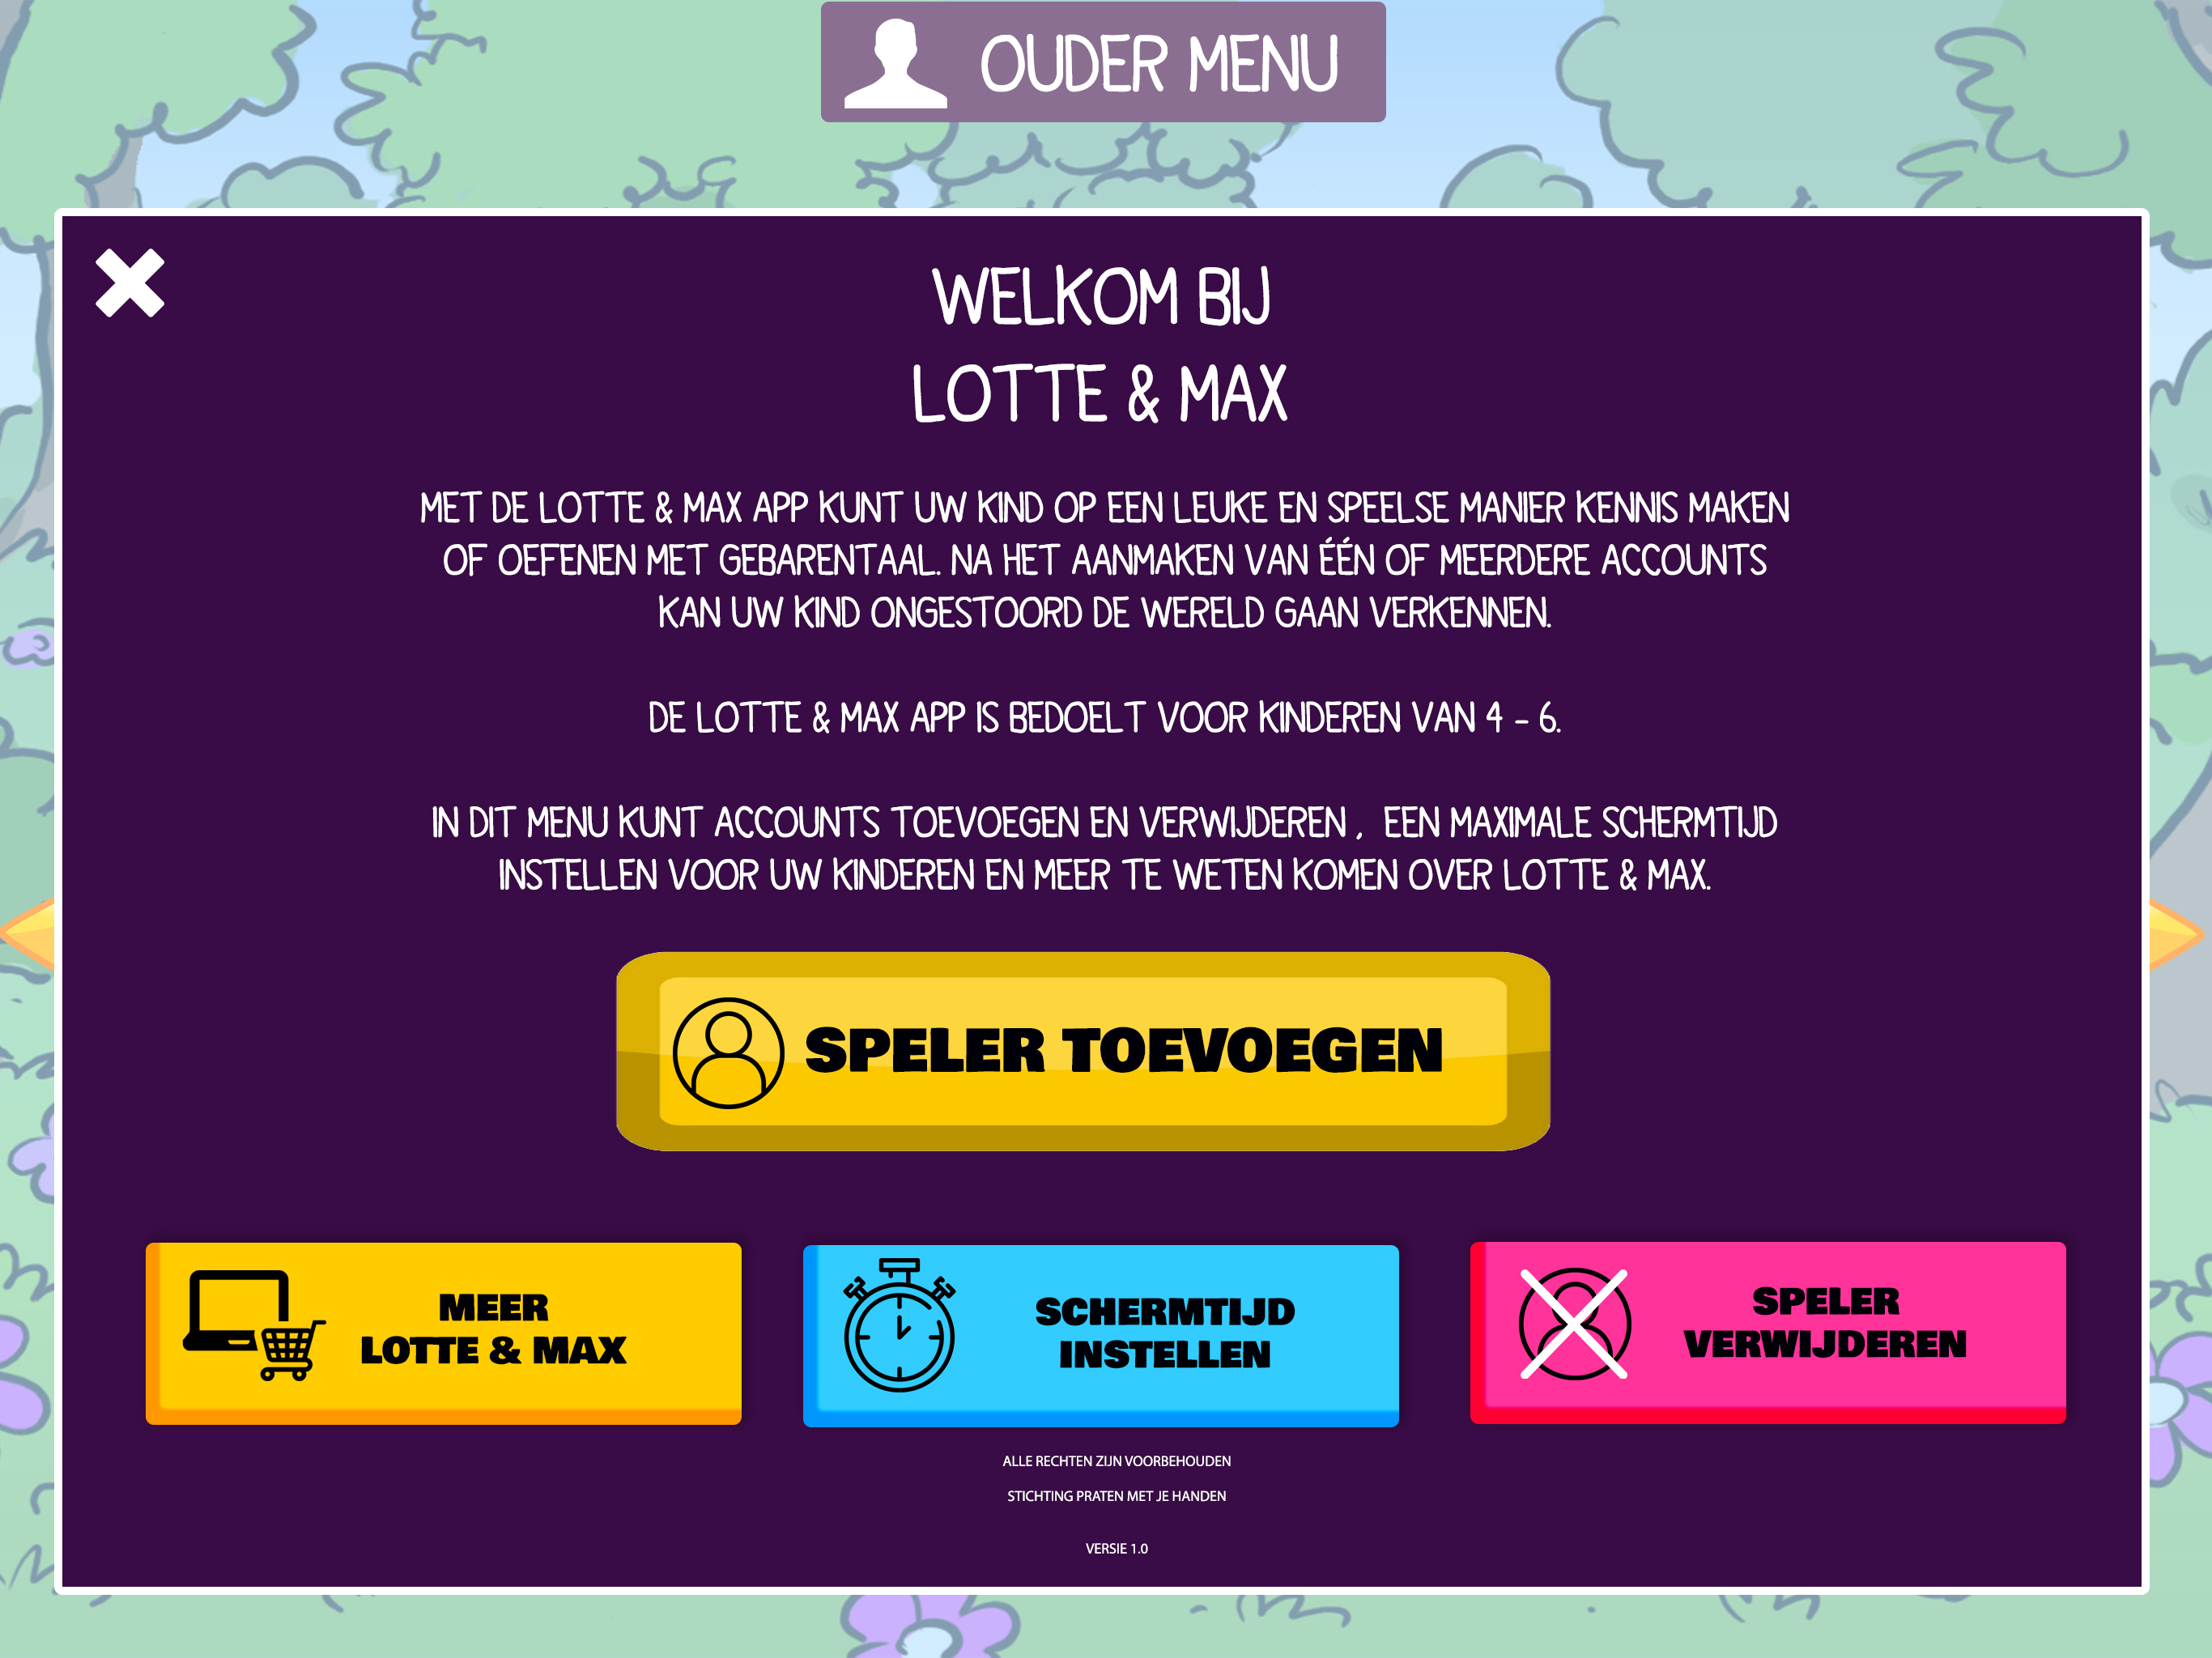 OUDER MENU
WELKOM BIJ
LOTTE & MAX
MET DE LOTTE & MAX APP KUNT UW KIND OP EEN LEUKE EN SPEELSE MANIER KENNIS MAKEN
OF OEFENEN MET GEBARENTAAL. NA HET AANMAKEN VAN ÉÉN OF MEERDERE ACCOUNTS
KAN UW KIND ONGESTOORD DE WERELD GAAN VERKENNEN.
DE LOTTE & MAX APP IS BEDOELT VOOR KINDEREN VAN 4 - 6.
IN DIT MENU KUNT ACCOUNTS TOEVOEGEN EN VERWIJDEREN , EEN MAXIMALE SCHERMTIJD
INSTELLEN VOOR UW KINDEREN EN MEER TE WETEN KOMEN OVER LOTTE & MAX.
SPELER TOEVOEGEN
MEER
LOTTE & MAX
SCHERMTIJD
INSTELLEN
SPELER
VERWIJDEREN
ALLE RECHTEN ZIJN VOORBEHOUDEN
STICHTING PRATEN MET JE HANDEN
VERSIE 1.0